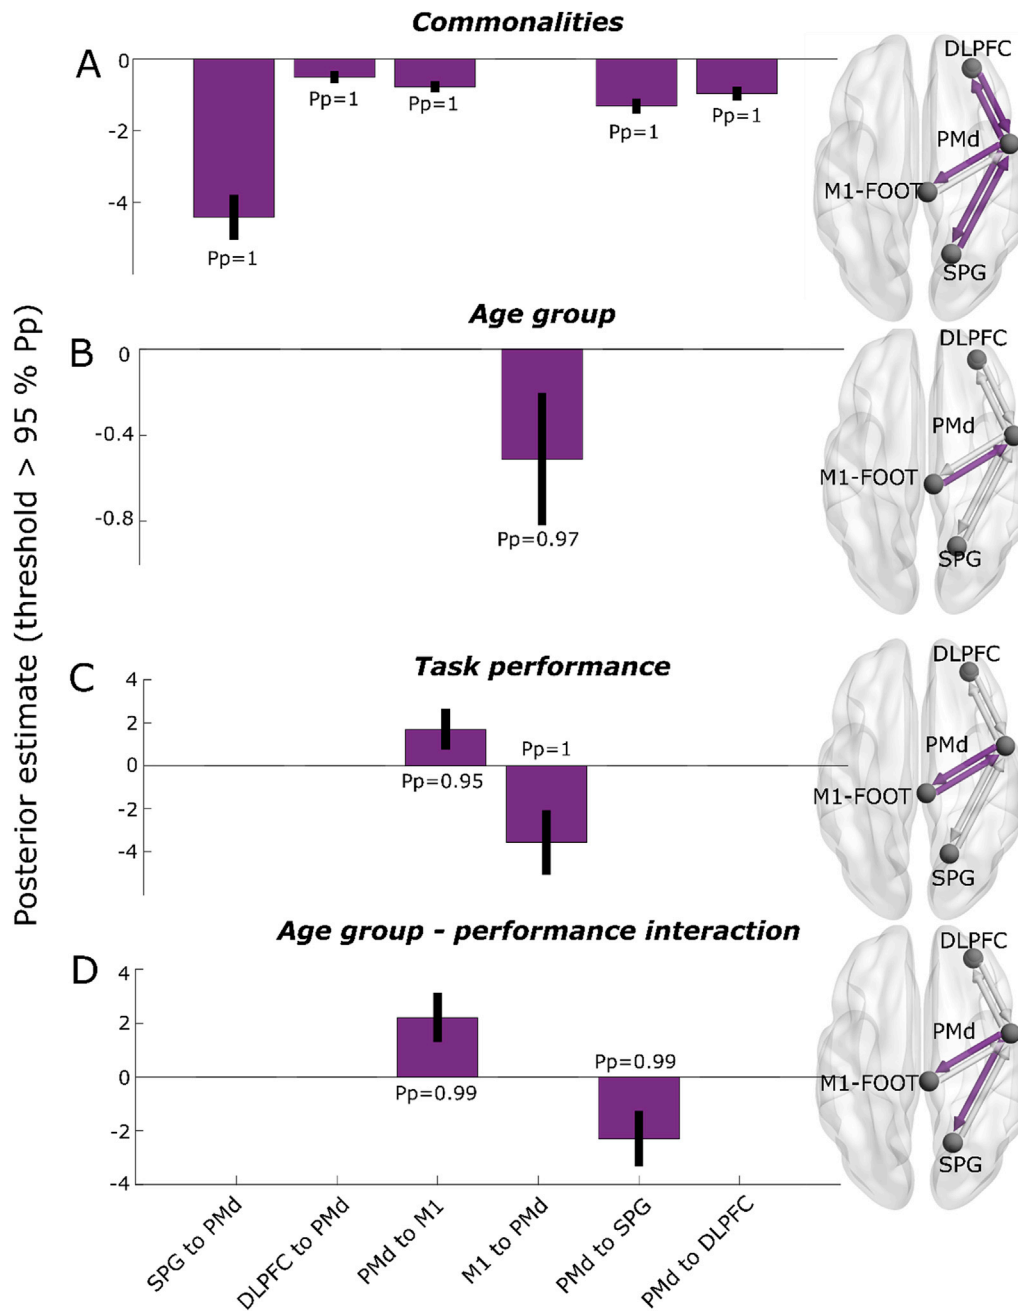 Commonalities
A
0
-2
-4
Pp=1
Pp=1
Pp=1
Pp=1
Pp=1
DLPFC
PMd
M1-FOOT
SPG
Posterior estimate (threshold > 95 % Pp)
Age group
B
0
-0.4
-0.8
Pp=0.97
DLPFC
PMd
M1-FOOT
SPG
Task performance
C
4
2
0
-2
-4
Pp=0.95
Pp=1
DLPFC
PMd
M1-FOOT
SPG
Age group - performance interaction
D
4
2
0
-2
-4
Pp=0.99
Pp=0.99
DLPFC
PMd
M1-FOOT
SPG
SPG to PMd
DLPFC to PMd
PMd to M1
M1 to PMd
PMd to SPG
PMd to DLPFC